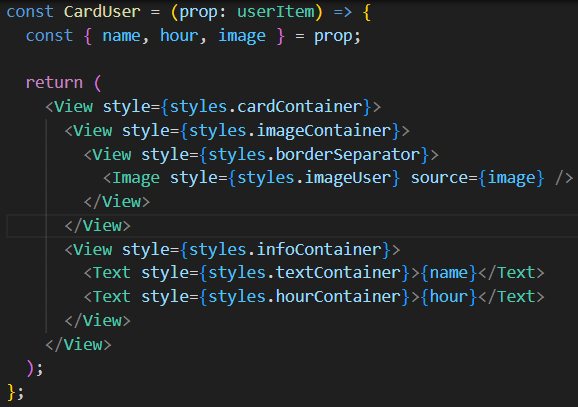 const CardUser = (prop: userItem) => {
  const { name, hour, image } = prop;

  return (
    <View style={styles.cardContainer}>
      <View style={styles.imageContainer}>
        <View style={styles.borderSeparator}>
          <Image style={styles.imageUser} source={image} />
        </View>
      </View>
      <View style={styles.infoContainer}>
        <Text style={styles.textContainer}>{name}</Text>
        <Text style={styles.hourContainer}>{hour}</Text>
      </View>
    </View>
  );
};